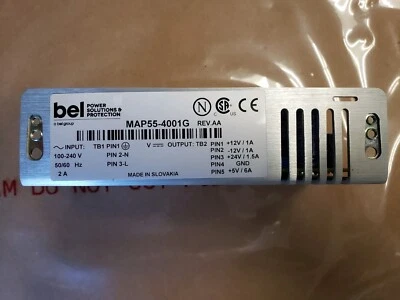 bel POWER SOLUTIONS & PROTECTION
a bel group
MAP55-4001G REV AA
N SA CE
INPUT: TB1 PIN1
100-240 V PIN 2-N
50/60 Hz PIN 3-L
2 A
V OUTPUT: TB2 PIN1 +12V / 1A
PIN2 -12V / 1A
PIN3 +24V / 1.5A
PIN4 GND
PIN5 +5V / 6A
MADE IN SLOVAKIA
DO NOT